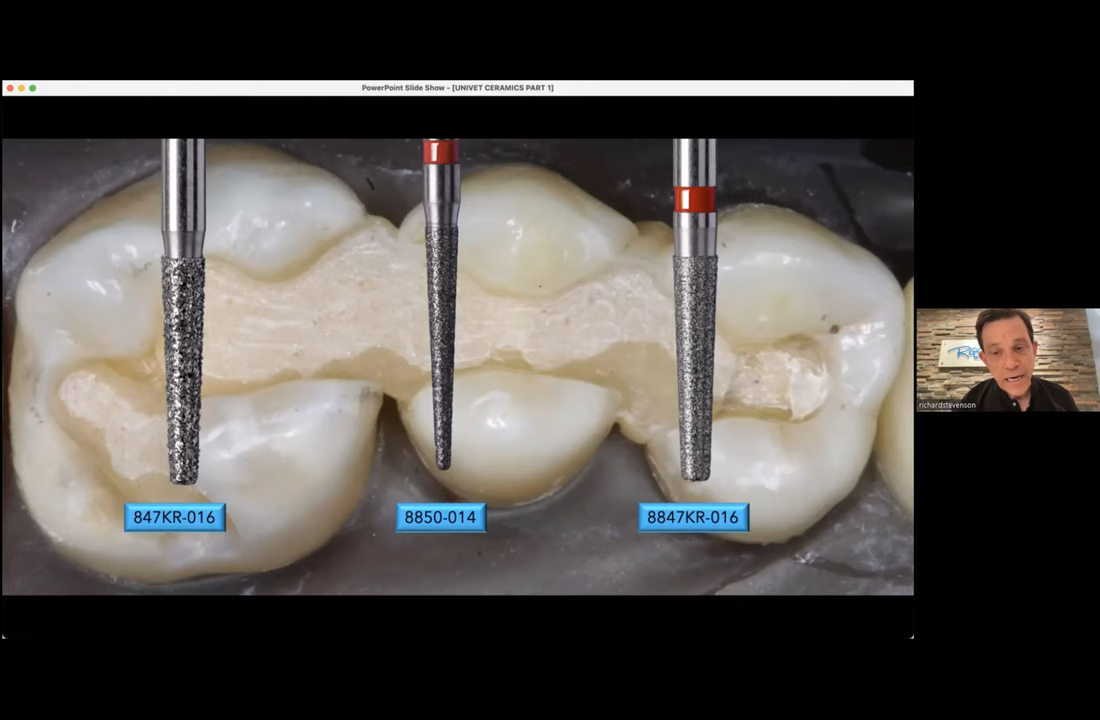 PowerPoint Slide Show - [UNIVET CERAMICS PART 1]
847KR-016
8850-014
8847KR-016
richardstevenson